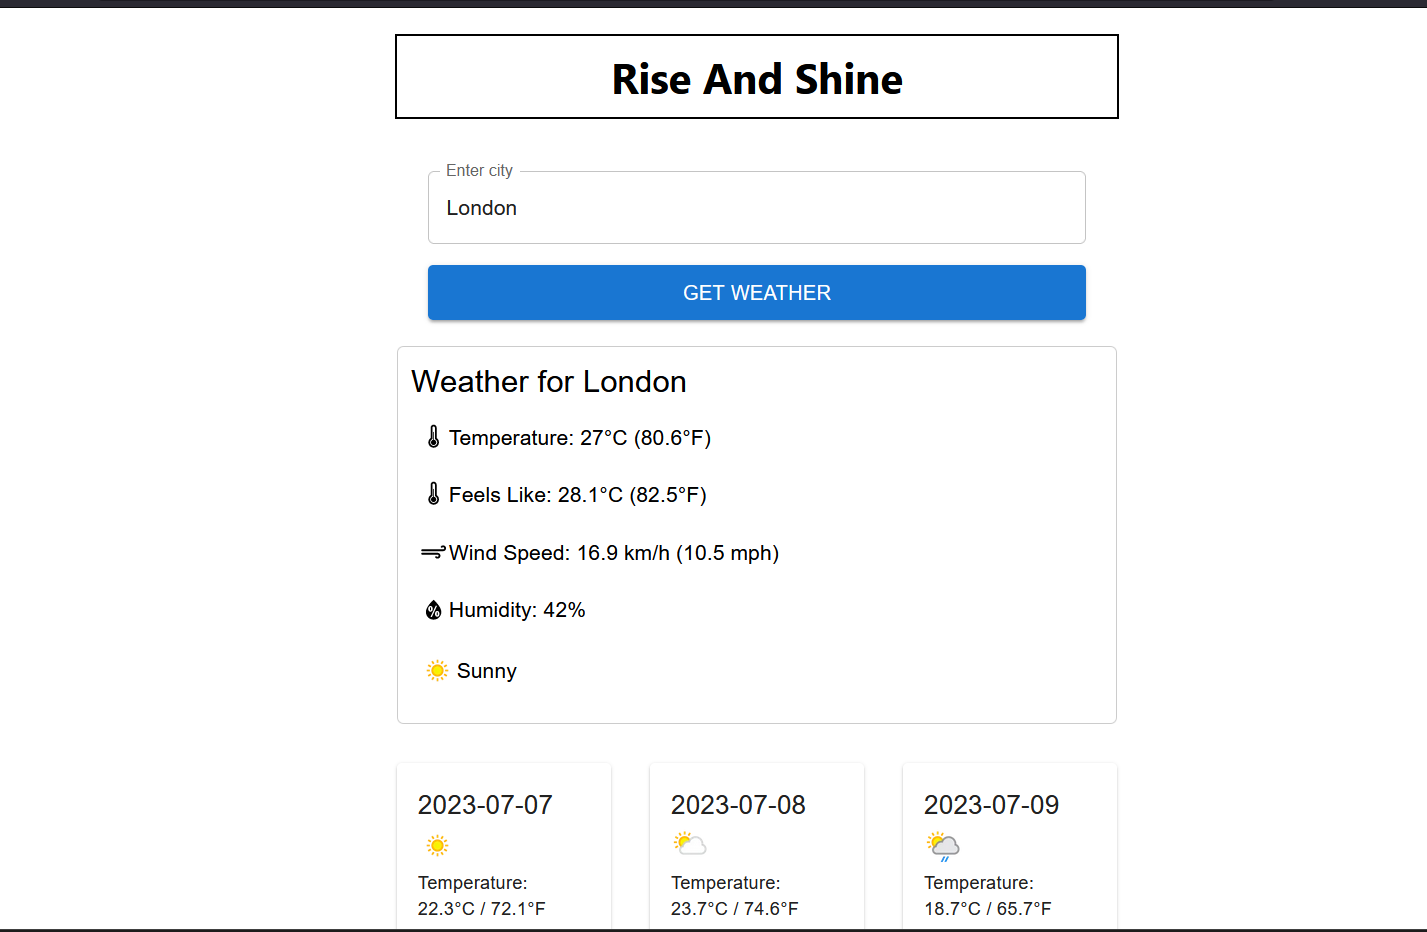 Rise And Shine
Enter city
London
GET WEATHER
Weather for London
Temperature: 27°C (80.6°F)
Feels Like: 28.1°C (82.5°F)
Wind Speed: 16.9 km/h (10.5 mph)
Humidity: 42%
Sunny
2023-07-07
Temperature:
22.3°C / 72.1°F
2023-07-08
Temperature:
23.7°C / 74.6°F
2023-07-09
Temperature:
18.7°C / 65.7°F